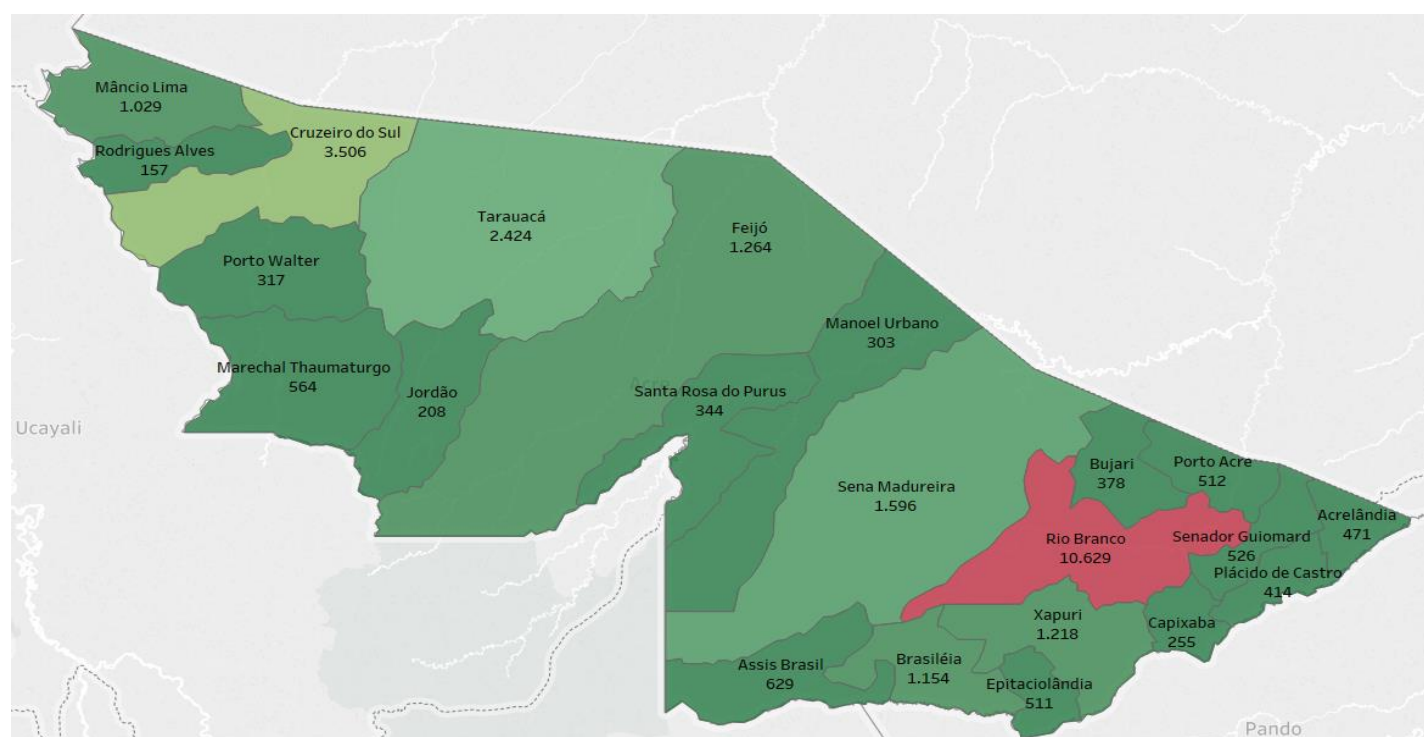 Mâncio Lima
1.029
Cruzeiro do Sul
3.506
Rodrigues Alves
157
Tarauacá
2.424
Feijó
1.264
Porto Walter
317
Manoel Urbano
303
Marechal Thaumaturgo
564
Jordão
208
Acre
Santa Rosa do Purus
344
Ucayali
Sena Madureira
1.596
Bujari
378
Porto Acre
512
Acrelândia
471
Rio Branco
10.629
Senador Guiomard
526
Plácido de Castro
414
Xapuri
1.218
Capixaba
255
Assis Brasil
629
Brasiléia
1.154
Epitaciolândia
511
Pando